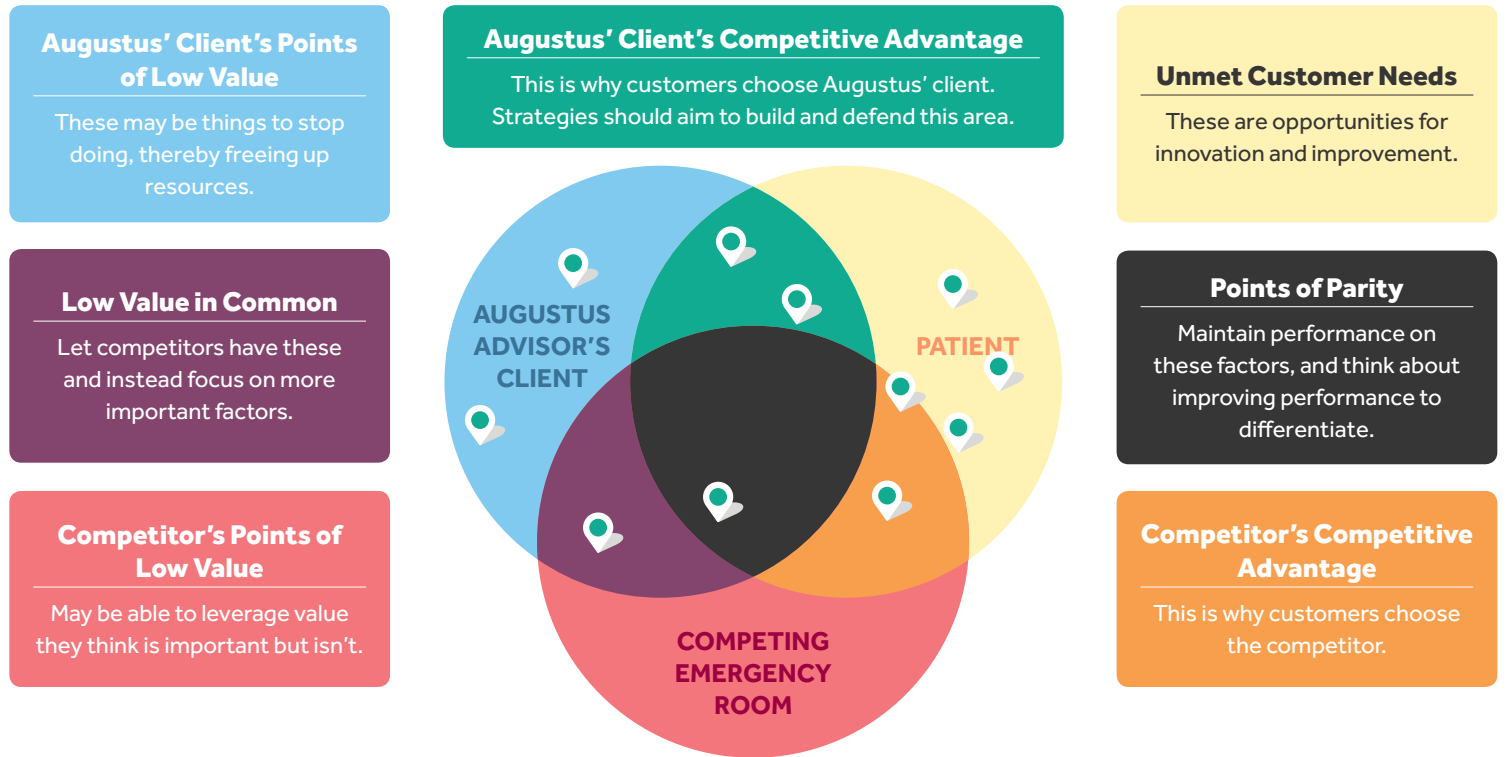 Augustus’ Client’s Points
of Low Value
These may be things to stop
doing, thereby freeing up
resources.
Augustus’ Client’s Competitive Advantage
This is why customers choose Augustus’ client.
Strategies should aim to build and defend this area.
Unmet Customer Needs
These are opportunities for
innovation and improvement.
Low Value in Common
Let competitors have these
and instead focus on more
important factors.
AUGUSTUS
ADVISOR’S
CLIENT
PATIENT
Points of Parity
Maintain performance on
these factors, and think about
improving performance to
differentiate.
Competitor’s Points of
Low Value
May be able to leverage value
they think is important but isn’t.
COMPETING
EMERGENCY
ROOM
Competitor’s Competitive
Advantage
This is why customers choose
the competitor.